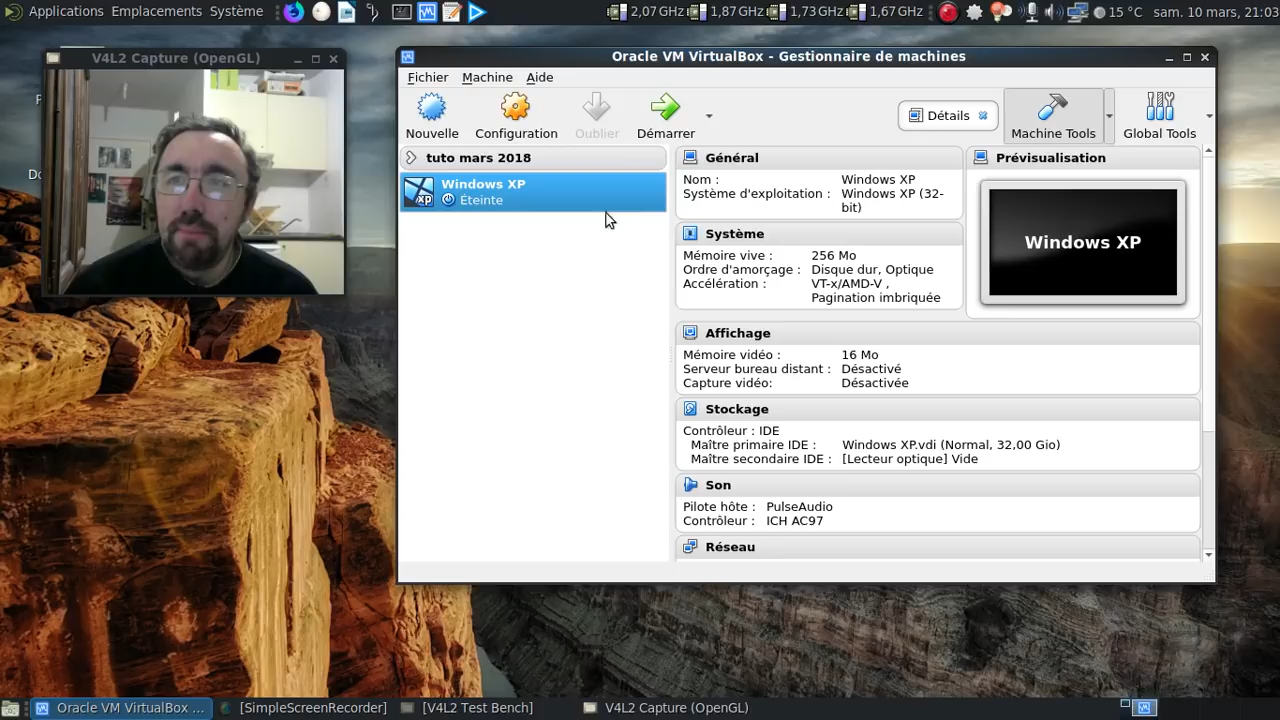 Applications Emplacements Système 2,07 GHz 1,87 GHz 1,73 GHz 1,67 GHz 15 °C sam. 10 mars, 21:03
V4L2 Capture (OpenGL)
Oracle VM VirtualBox - Gestionnaire de machines
Fichier Machine Aide
Nouvelle Configuration Oublier Démarrer Détails Machine Tools Global Tools
tuto mars 2018
Windows XP
Éteinte
xp
Général
Nom : Windows XP
Système d'exploitation : Windows XP (32-
bit)
Système
Mémoire vive : 256 Mo
Ordre d'amorçage : Disque dur, Optique
Accélération : VT-x/AMD-V ,
Pagination imbriquée
Prévisualisation
Windows XP
Affichage
Mémoire vidéo : 16 Mo
Serveur bureau distant : Désactivé
Capture vidéo: Désactivée
Stockage
Contrôleur : IDE
Maître primaire IDE : Windows XP.vdi (Normal, 32,00 Gio)
Maître secondaire IDE : [Lecteur optique] Vide
Son
Pilote hôte : PulseAudio
Contrôleur : ICH AC97
Réseau
Oracle VM VirtualBox ... [SimpleScreenRecorder] [V4L2 Test Bench] V4L2 Capture (OpenGL)